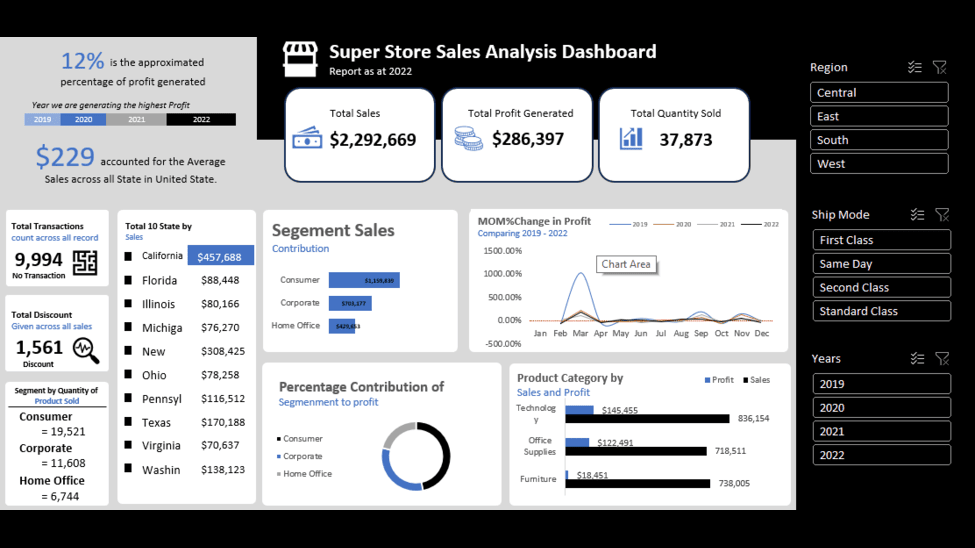 12% is the approximated
percentage of profit generated
Year we are generating the highest Profit
2019 2020 2021 2022
$229 accounted for the Average
Sales across all State in United State.
Super Store Sales Analysis Dashboard
Report as at 2022
Total Sales
$2,292,669
Total Profit Generated
$286,397
Total Quantity Sold
37,873
Total Transactions
count across all record
9,994
No Transaction
Total Dsiscount
Given across all sales
1,561
Discount
Segment by Quantity of
Product Sold
Consumer
= 19,521
Corporate
= 11,608
Home Office
= 6,744
Total 10 State by
Sales
California $457,688
Florida $88,448
Illinois $80,166
Michiga $76,270
New $308,425
Ohio $78,258
Pennsyl $116,512
Texas $170,188
Virginia $70,637
Washin $138,123
Segement Sales
Contribution
Consumer
Corporate $703,177
Home Office
MOM%Change in Profit
Comparing 2019 - 2022
2019 2020 2021 2022
1500.00%
1000.00%
500.00%
0.00%
-500.00%
Jan Feb Mar Apr May Jun Jul Aug Sep Oct Nov Dec
Chart Area
Percentage Contribution of
Segmenment to profit
Consumer
Corporate
Home Office
Product Category by
Sales and Profit
Profit Sales
Technolog
y
$145,455
836,154
Office
Supplies
$122,491
718,511
Furniture
$18,451
738,005
Region
Central
East
South
West
Ship Mode
First Class
Same Day
Second Class
Standard Class
Years
2019
2020
2021
2022